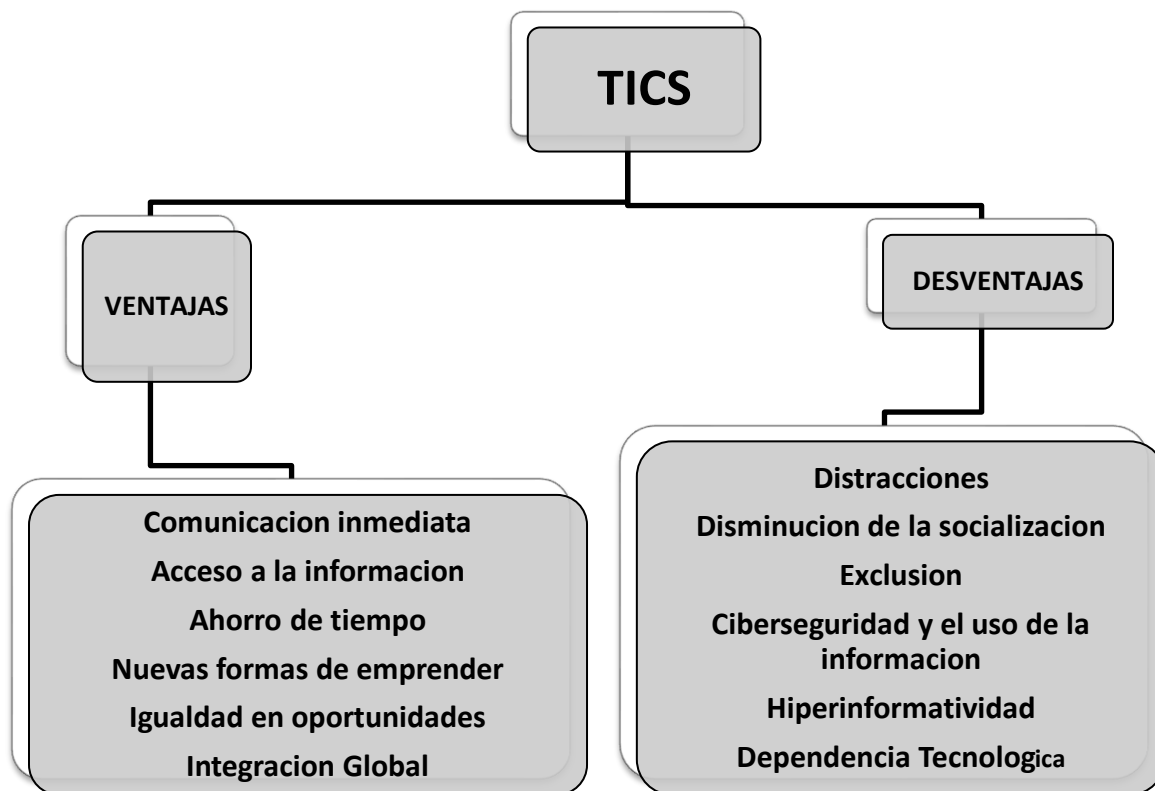 TICS
VENTAJAS
DESVENTAJAS
Comunicacion inmediata
Acceso a la informacion
Ahorro de tiempo
Nuevas formas de emprender
Igualdad en oportunidades
Integracion Global
Distracciones
Disminucion de la socializacion
Exclusion
Ciberseguridad y el uso de la
informacion
Hiperinformatividad
Dependencia Tecnologica